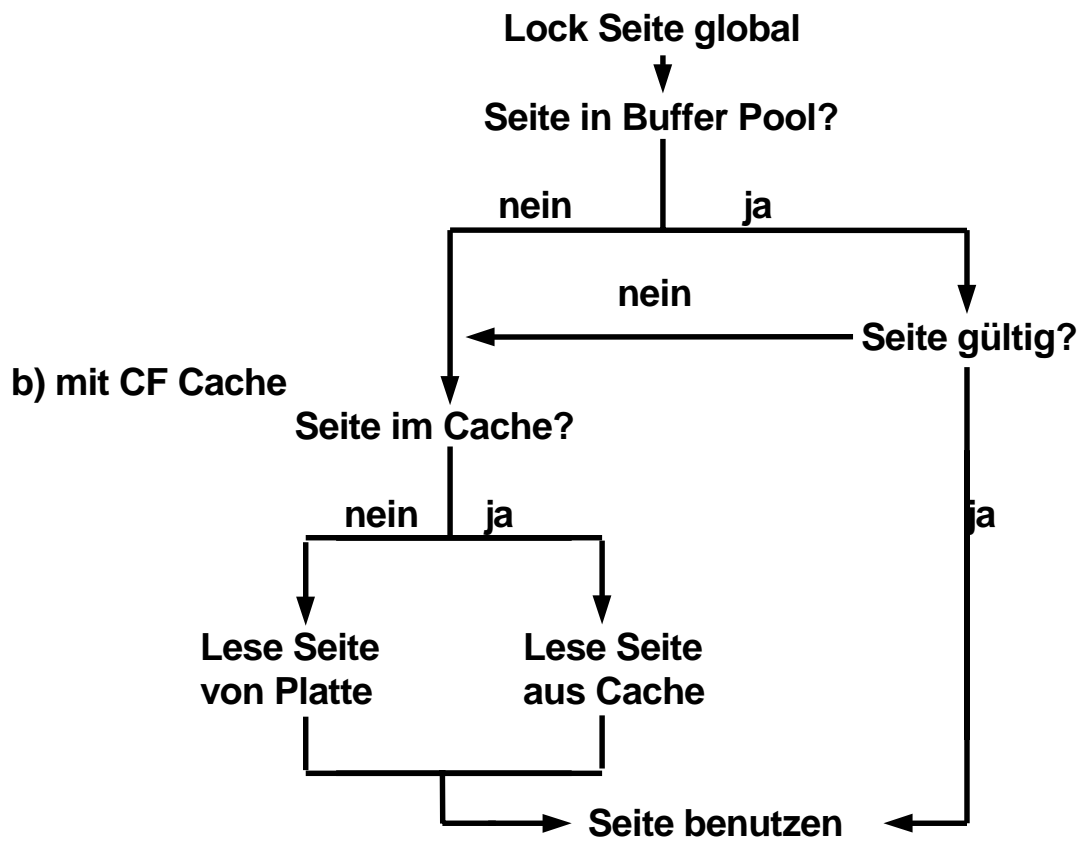 Lock Seite global
Seite in Buffer Pool?
nein
ja
nein
Seite gültig?
b) mit CF Cache
Seite im Cache?
nein
ja
ja
Lese Seite
von Platte
Lese Seite
aus Cache
Seite benutzen